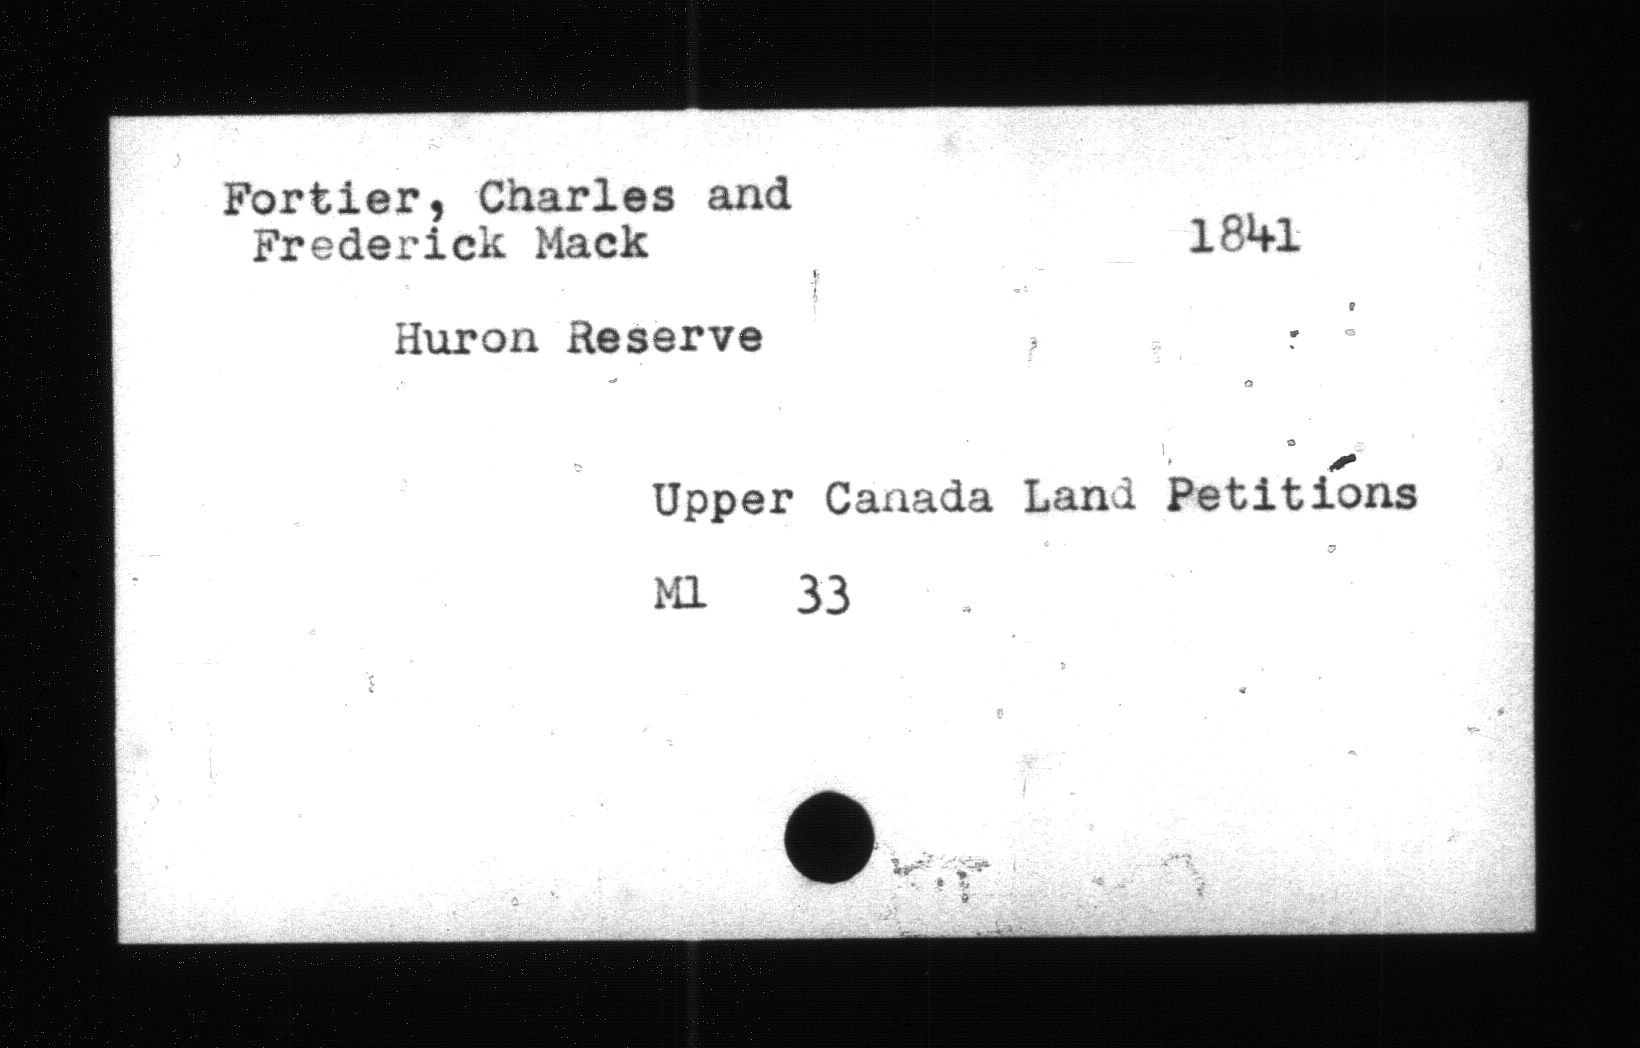 Fortier, Charles and
Frederick Mack
1841
Huron Reserve
Upper Canada Land Petitions
M1 33